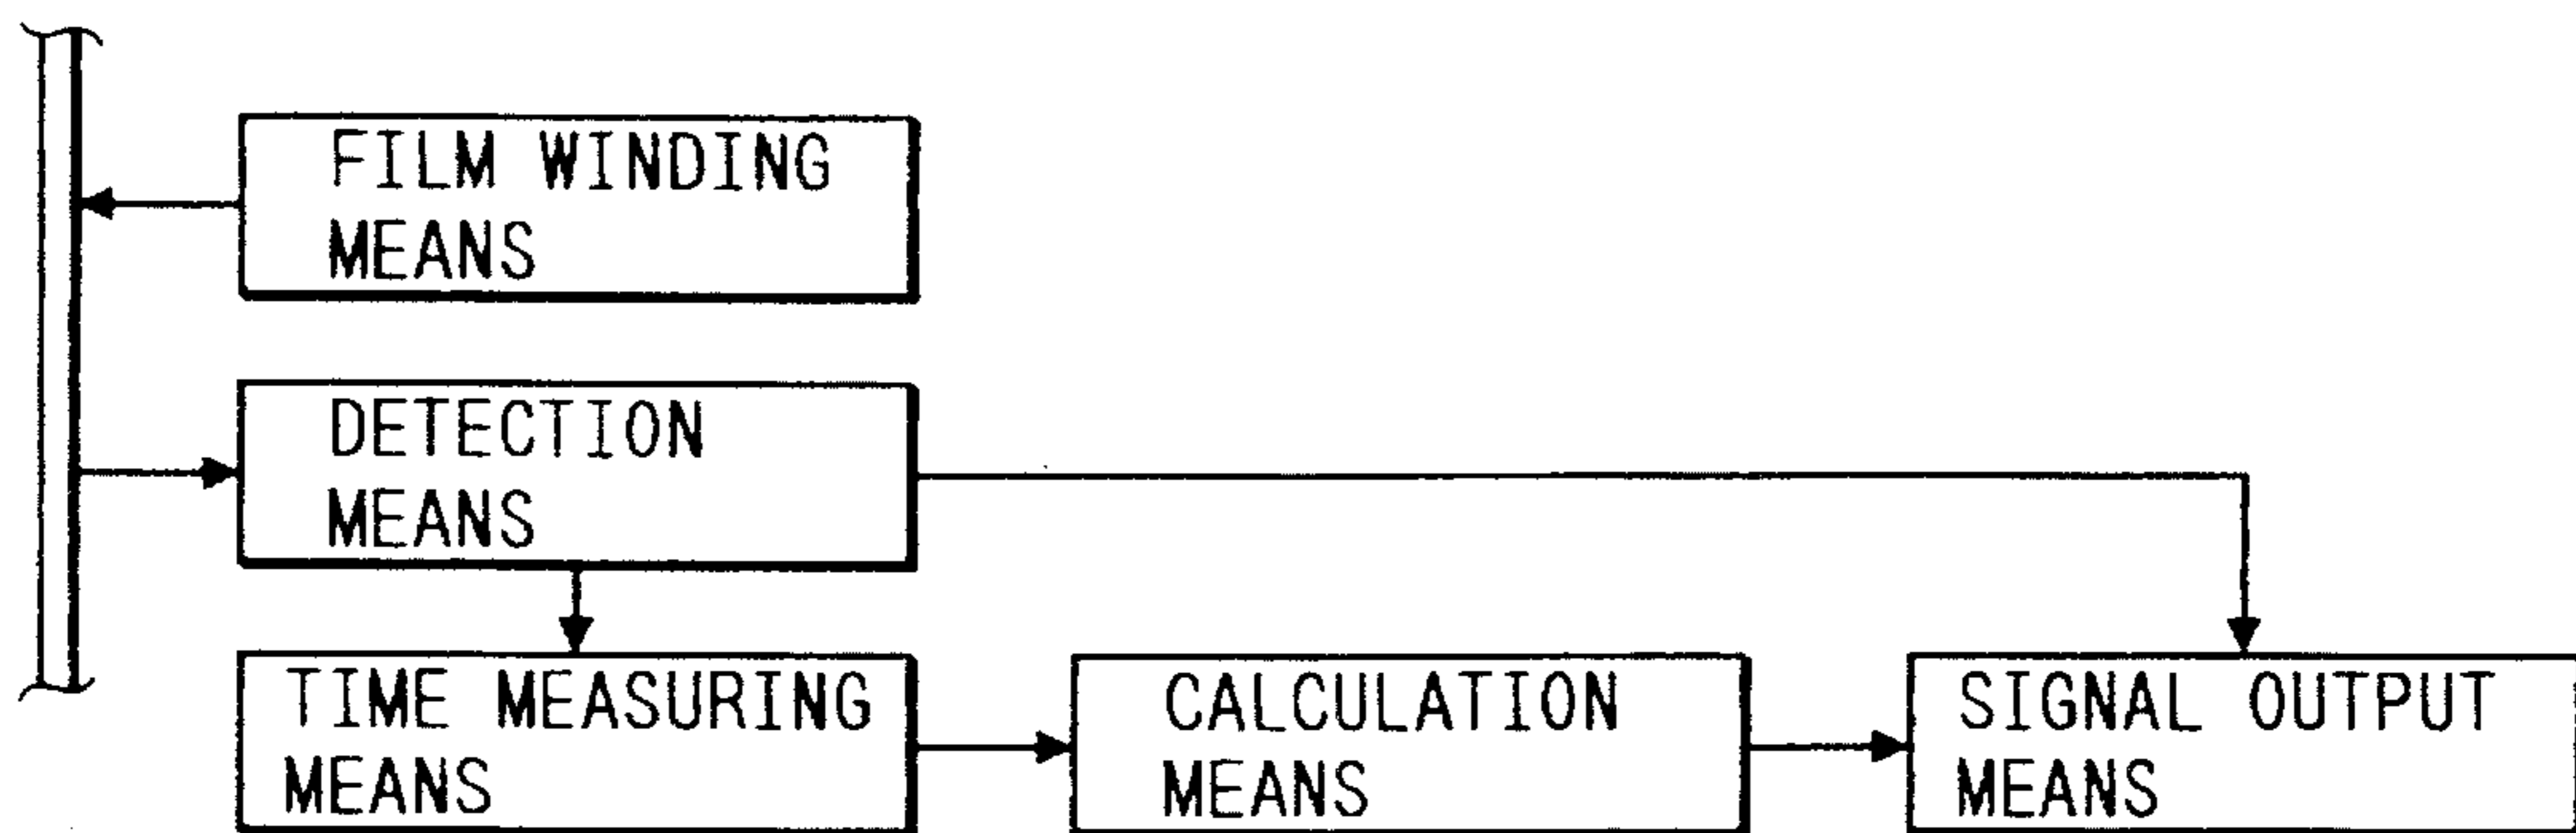 FILM WINDING
MEANS
DETECTION
MEANS
TIME MEASURING
MEANS
CALCULATION
MEANS
SIGNAL OUTPUT
MEANS